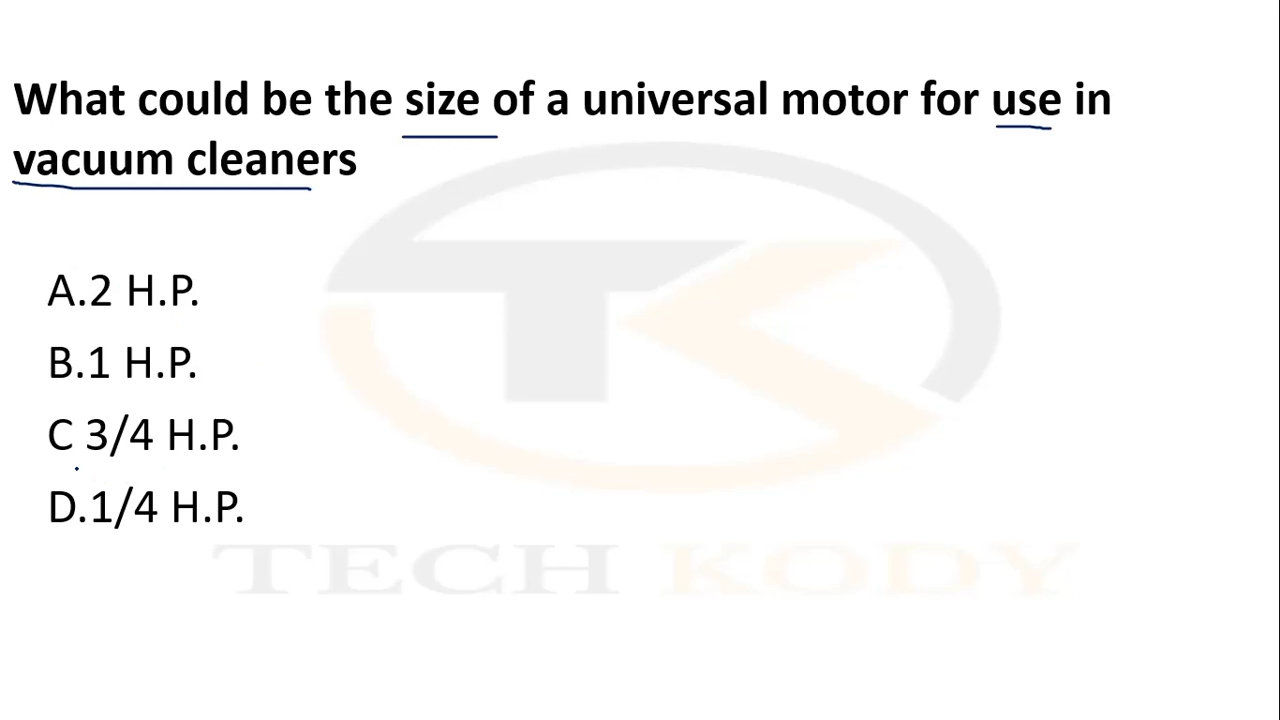 What could be the size of a universal motor for use in
vacuum cleaners
A.2 H.P.
B.1 H.P.
C 3/4 H.P.
D.1/4 H.P.
TECH KODY